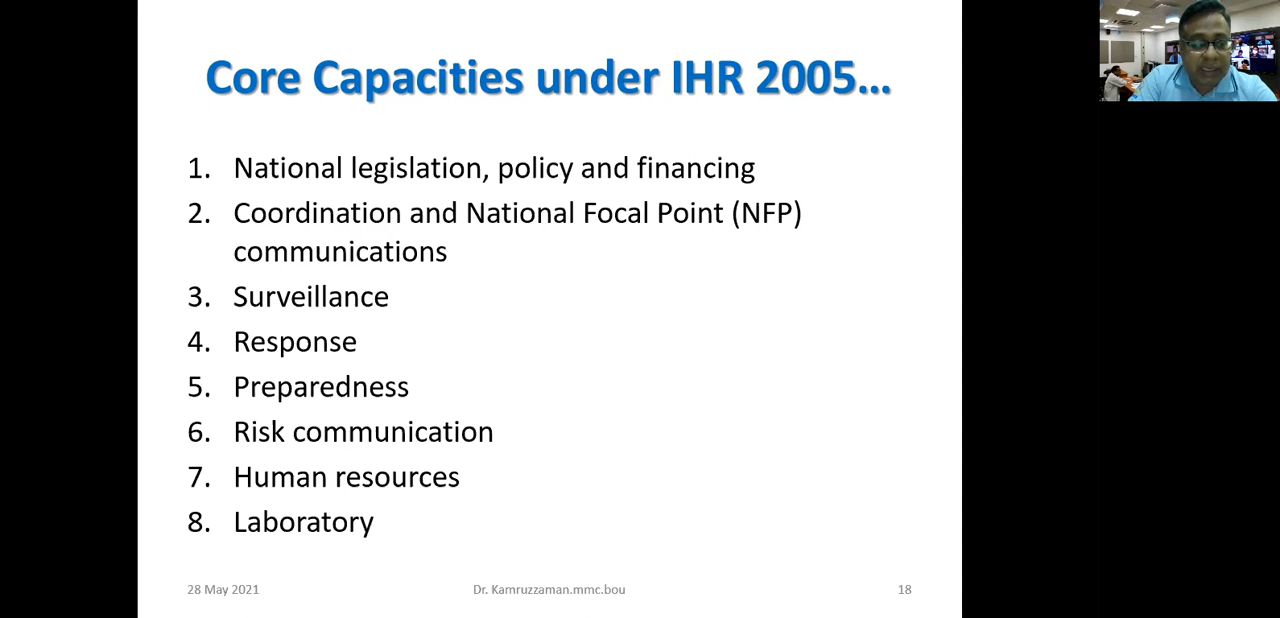 Core Capacities under IHR 2005...
1. National legislation, policy and financing
2. Coordination and National Focal Point (NFP)
communications
3. Surveillance
4. Response
5. Preparedness
6. Risk communication
7. Human resources
8. Laboratory
28 May 2021
Dr. Kamruzzaman.mmc.bou
18